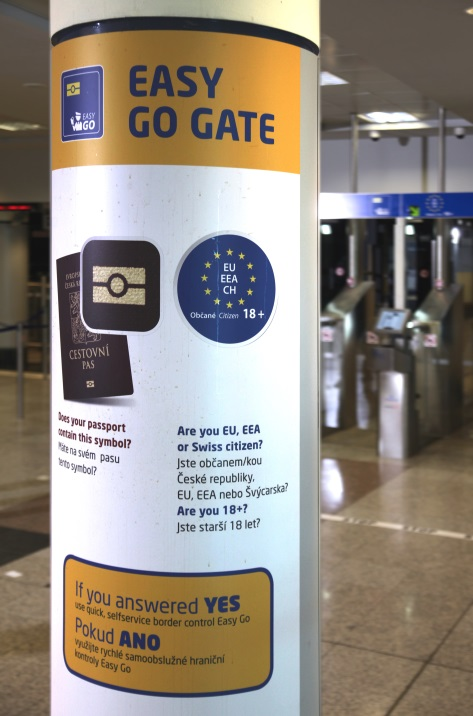 EASY
GO
EASY
GO GATE
EU
EEA
CH
Občané Citizen 18+
CESTOVNÍ
PAS
Does your passport
contain this symbol?
Máte na svém pasu
tento symbol?
Are you EU, EEA
or Swiss citizen?
Jste občanem/kou
České republiky,
EU, EEA nebo Švýcarska?
Are you 18+?
Jste starší 18 let?
If you answered YES
use quick, selfservice border control Easy Go
Pokud ANO
využijte rychlé samoobslužné hraniční
kontroly Easy Go